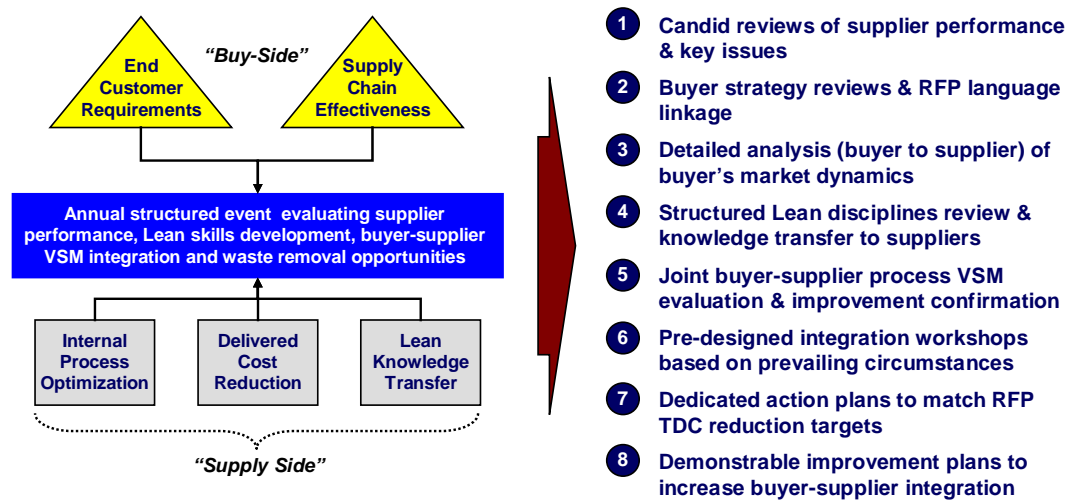 “Buy-Side”
End
Customer
Requirements
Supply
Chain
Effectiveness
Annual structured event evaluating supplier
performance, Lean skills development, buyer-supplier
VSM integration and waste removal opportunities
Internal
Process
Optimization
Delivered
Cost
Reduction
Lean
Knowledge
Transfer
“Supply Side”
1 Candid reviews of supplier performance
& key issues
2 Buyer strategy reviews & RFP language
linkage
3 Detailed analysis (buyer to supplier) of
buyer’s market dynamics
4 Structured Lean disciplines review &
knowledge transfer to suppliers
5 Joint buyer-supplier process VSM
evaluation & improvement confirmation
6 Pre-designed integration workshops
based on prevailing circumstances
7 Dedicated action plans to match RFP
TDC reduction targets
8 Demonstrable improvement plans to
increase buyer-supplier integration